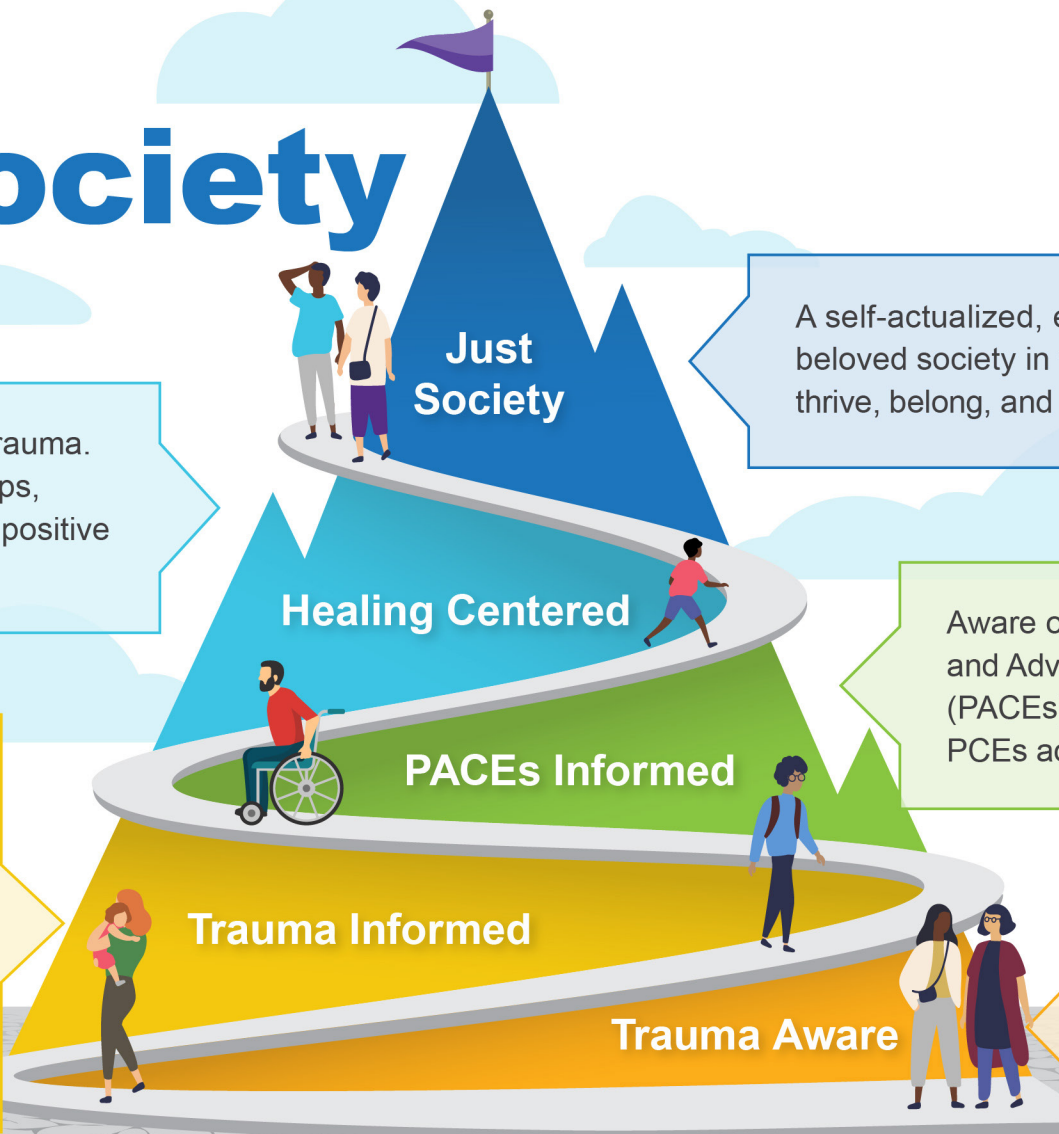 ociety
Just
Society
A self-actualized,
beloved society in
thrive, belong, and
rauma.
ps,
positive
Healing Centered
Aware
and Adv
(PACEs
PCEs
PACEs Informed
Trauma Informed
Trauma Aware